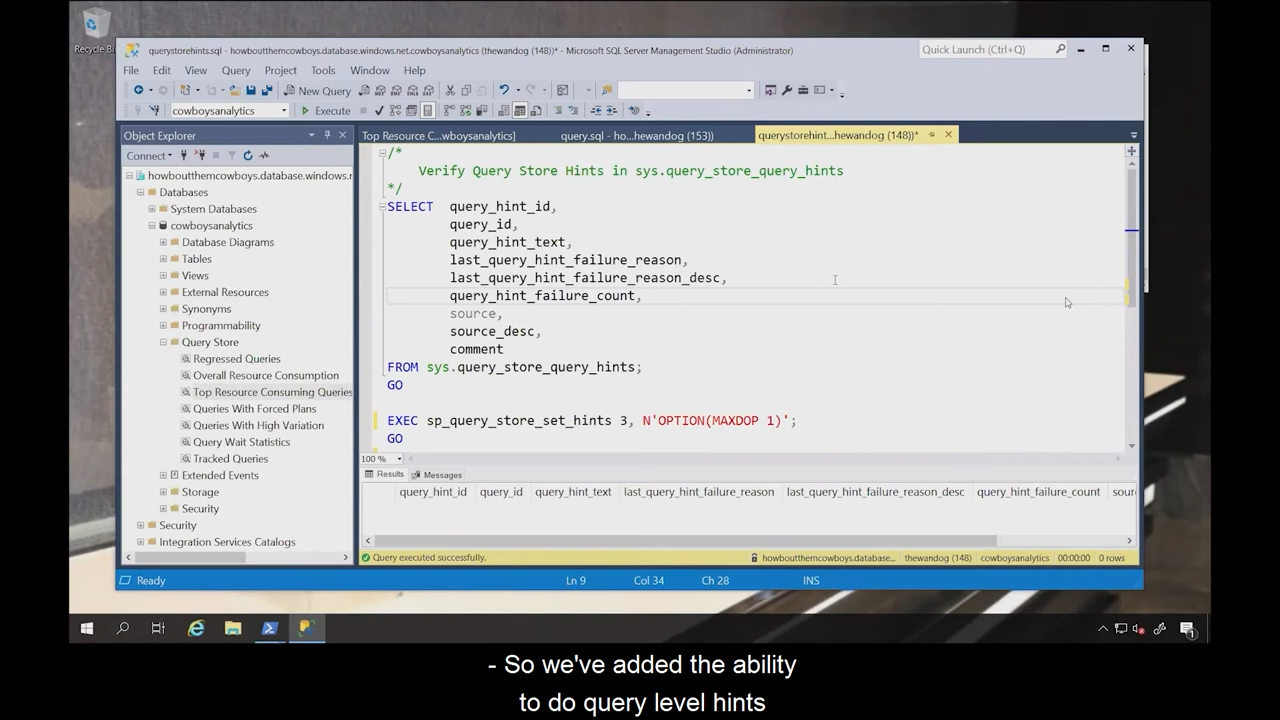 Recycle Bi
querystorehints.sql - howboutthemcowboys.database.windows.net.cowboysanalytics (thewandog (148))* - Microsoft SQL Server Management Studio (Administrator)
Quick Launch (Ctrl+Q)
File Edit View Query Project Tools Window Help
New Query
cowboysanalytics
Execute
Object Explorer
Connect
howboutthemcowboys.database.windows.r
Databases
System Databases
cowboysanalytics
Database Diagrams
Tables
Views
External Resources
Synonyms
Programmability
Query Store
Regressed Queries
Overall Resource Consumption
Top Resource Consuming Queries
Queries With Forced Plans
Queries With High Variation
Query Wait Statistics
Tracked Queries
Extended Events
Storage
Security
Security
Integration Services Catalogs
Top Resource C...wboysanalytics]
query.sql - ho...hewandog (153))
querystorehint...hewandog (148))*
/*
Verify Query Store Hints in sys.query_store_query_hints
*/
SELECT query_hint_id,
query_id,
query_hint_text,
last_query_hint_failure_reason,
last_query_hint_failure_reason_desc,
query_hint_failure_count,
source,
source_desc,
comment
FROM sys.query_store_query_hints;
GO
EXEC sp_query_store_set_hints 3, N'OPTION(MAXDOP 1)';
GO
100 %
Results Messages
query_hint_id query_id query_hint_text last_query_hint_failure_reason last_query_hint_failure_reason_desc query_hint_failure_count sour
Query executed successfully.
howboutthemcowboys.database... thewandog (148) cowboysanalytics 00:00:00 0 rows
Ready Ln 9 Col 34 Ch 28 INS
1
- So we've added the ability
to do query level hints